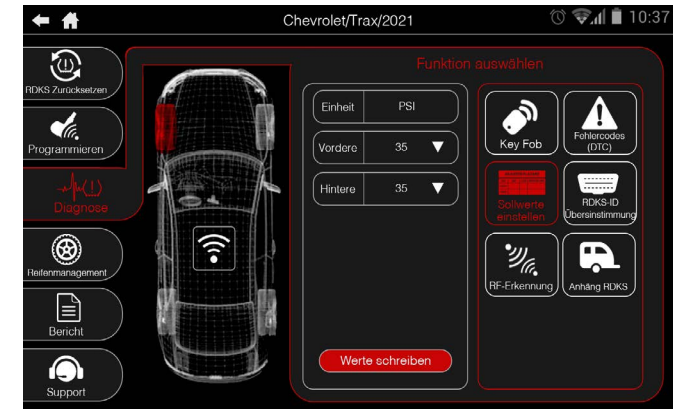 Chevrolet/Trax/2021
10:37
RDKS Zurücksetzen
Programmieren
Diagnose
Reifenmanagement
Bericht
Support
Funktion auswählen
Einheit PSI
Vordere 35
Hintere 35
Werte schreiben
Key Fob
Fehlercodes
(DTC)
Sollwerte
einstellen
RDKS-ID
Übersinstimmung
RF-Erkennung
Anhäng RDKS